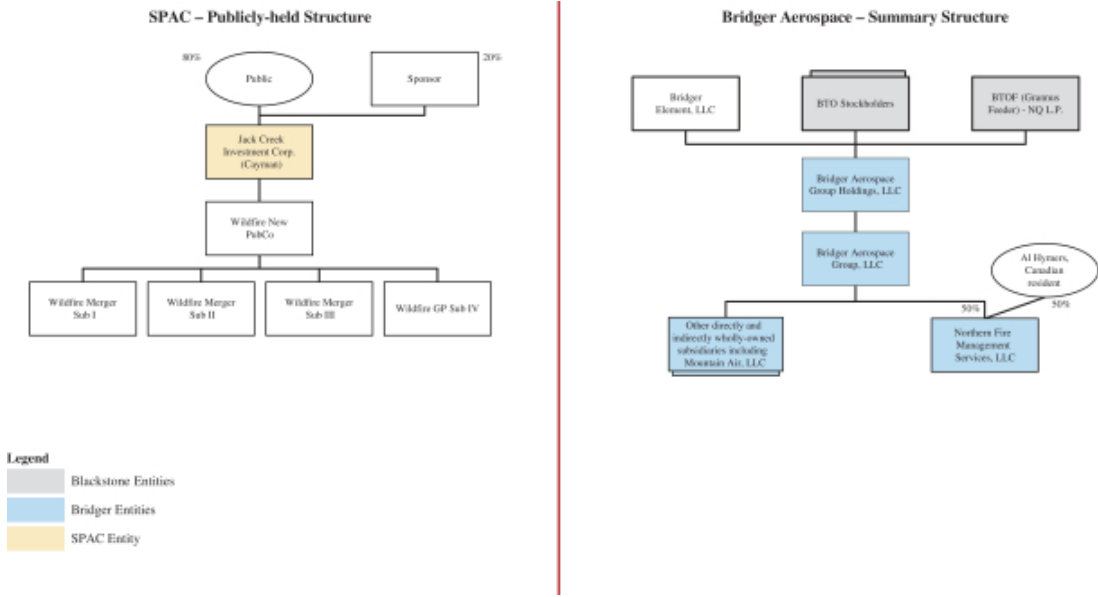 SPAC – Publicly-held Structure
80%
Public
Sponsor
20%
Jack Creek
Investment Corp.
(Cayman)
Wildfire New
PubCo
Wildfire Merger
Sub I
Wildfire Merger
Sub II
Wildfire Merger
Sub III
Wildfire GP Sub IV
Legend
Blackstone Entities
Bridger Entities
SPAC Entity
Bridger Aerospace – Summary Structure
Bridger
Element, LLC
BTO Stockholders
BTOF (Grannus
Feeder) - NQ L.P.
Bridger Aerospace
Group Holdings, LLC
Bridger Aerospace
Group, LLC
Al Hymers,
Canadian
resident
50%
50%
Other directly and
indirectly wholly-owned
subsidiaries including
Mountain Air, LLC
Northern Fire
Management
Services, LLC